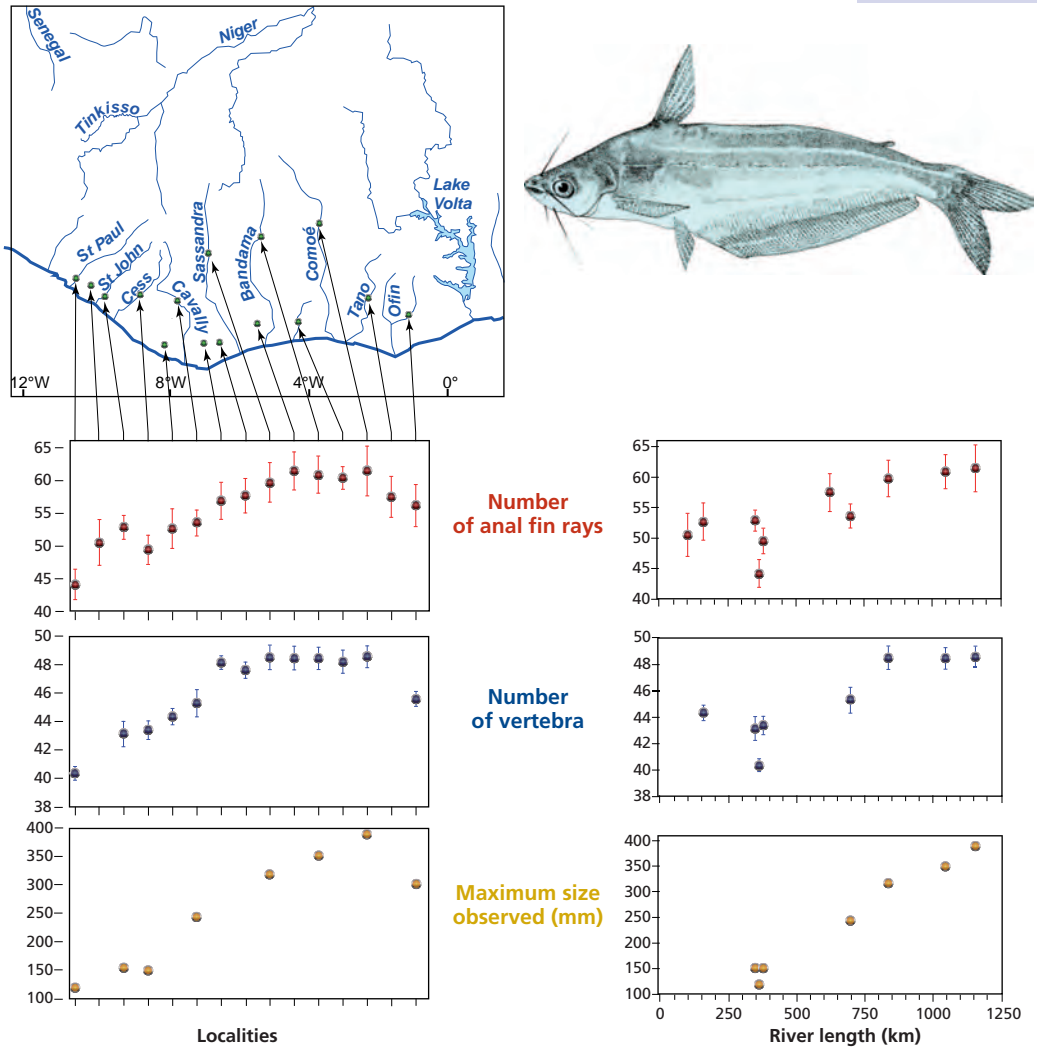 Senegal
Niger
Tinkisso
Lake
Volta
St Paul
St John
Cess
Cavally
Sassandra
Bandama
Comoé
Tano
Ofin
12°W
8°W
4°W
0°
65
60
55
50
45
40
Number
of anal fin rays
65
60
55
50
45
40
50
48
46
44
42
40
38
Number
of vertebra
50
48
46
44
42
40
38
400
350
300
250
200
150
100
Maximum size
observed (mm)
400
350
300
250
200
150
100
0
250
500
750
1000
1250
Localities
River length (km)